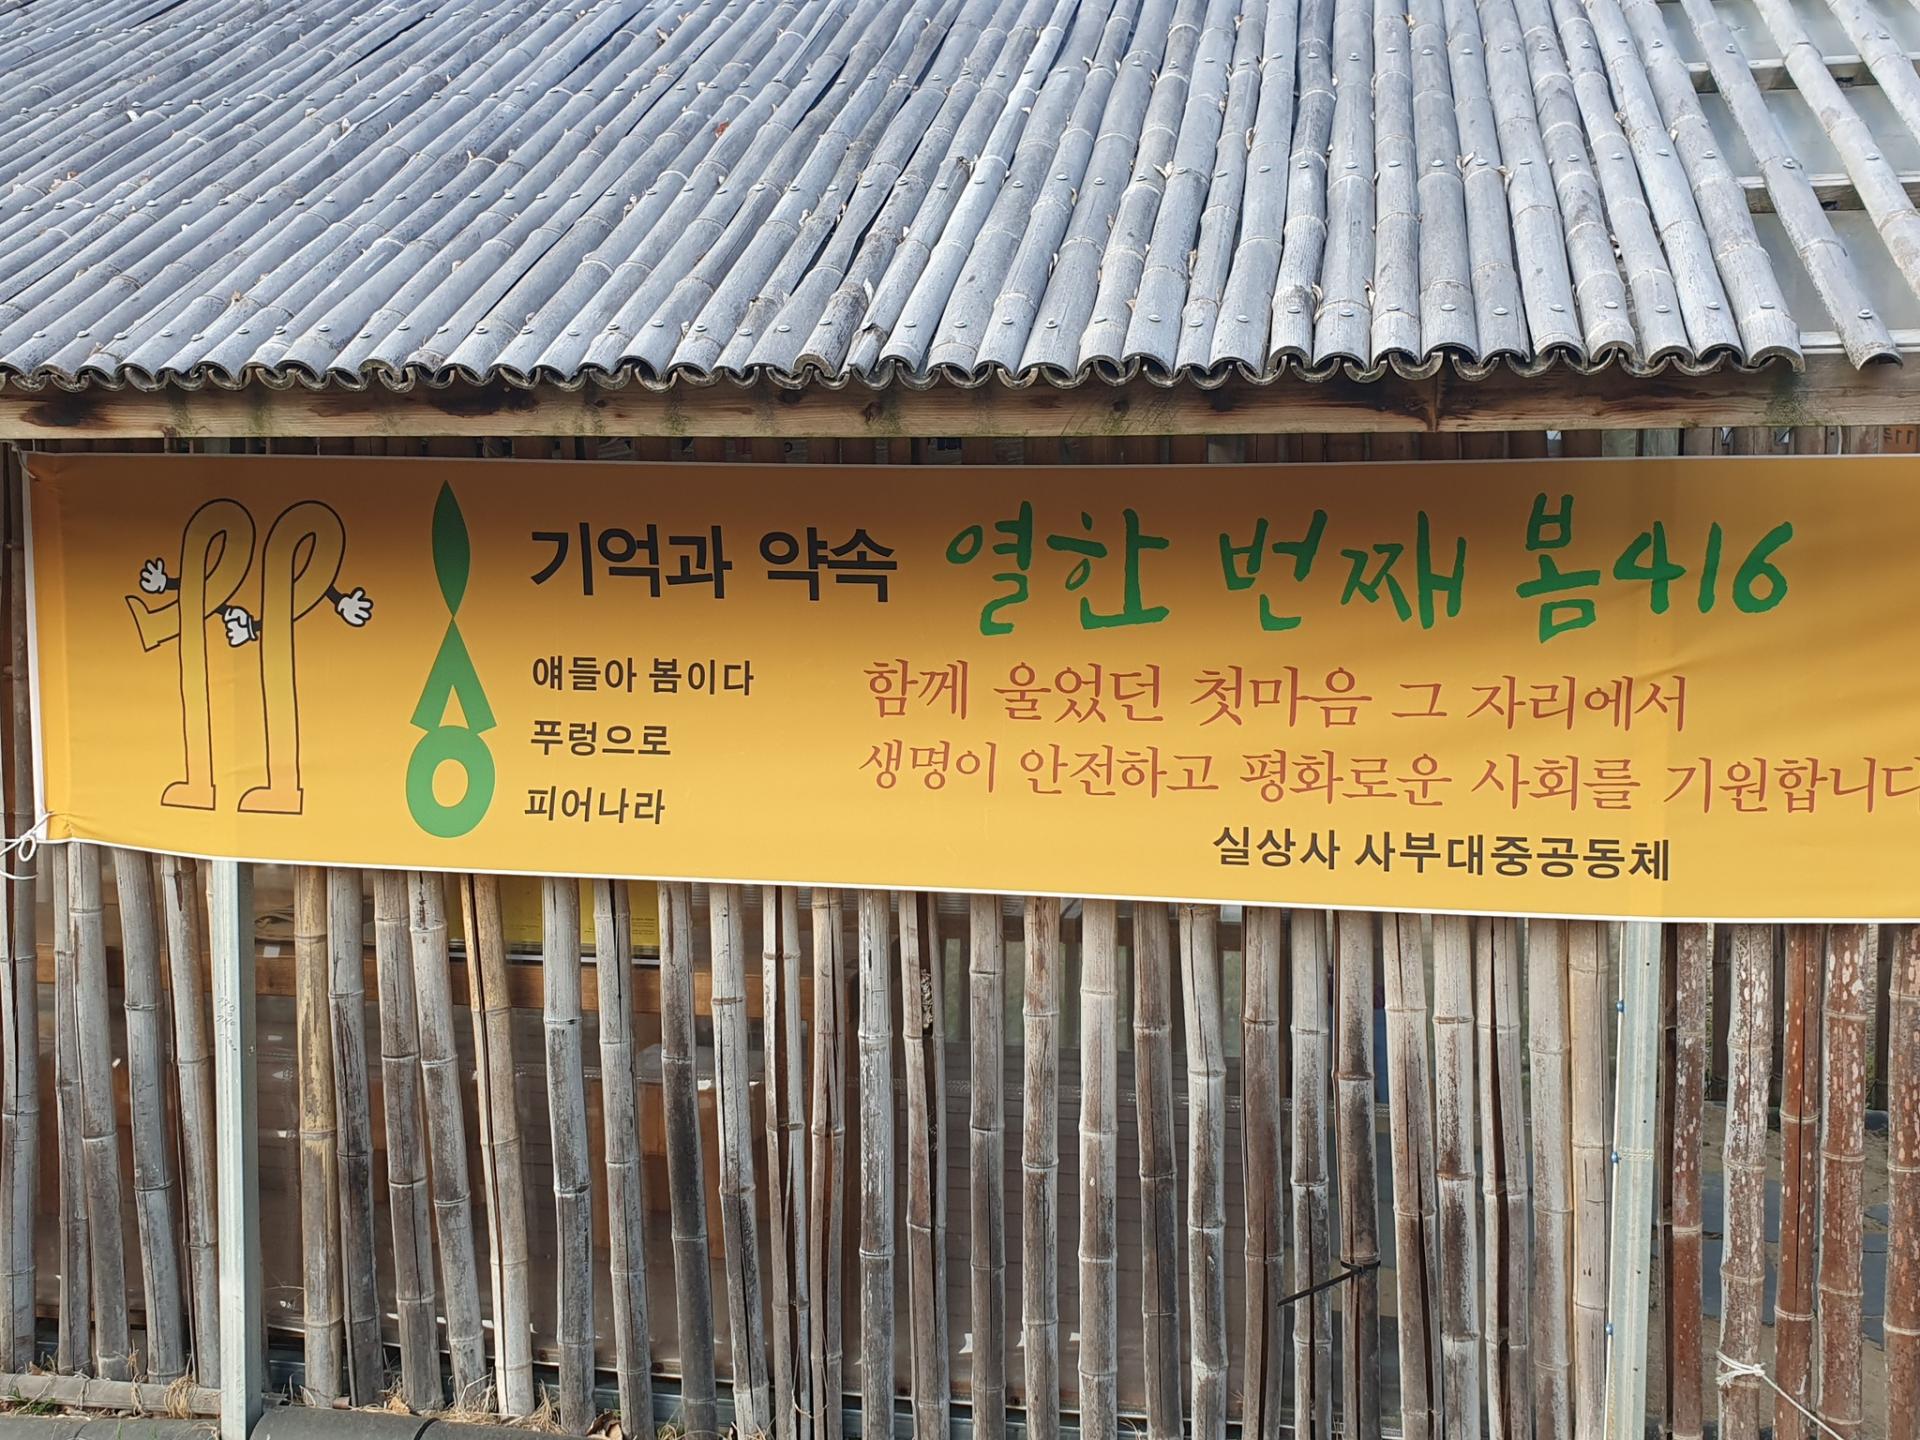 기억과 약속 열한 번째 봄 416
얘들아 봄이다
푸렁으로
피어나라
함께 울었던 첫마음 그 자리에서
생명이 안전하고 평화로운 사회를 기원합니다
실상사 사부대중공동체